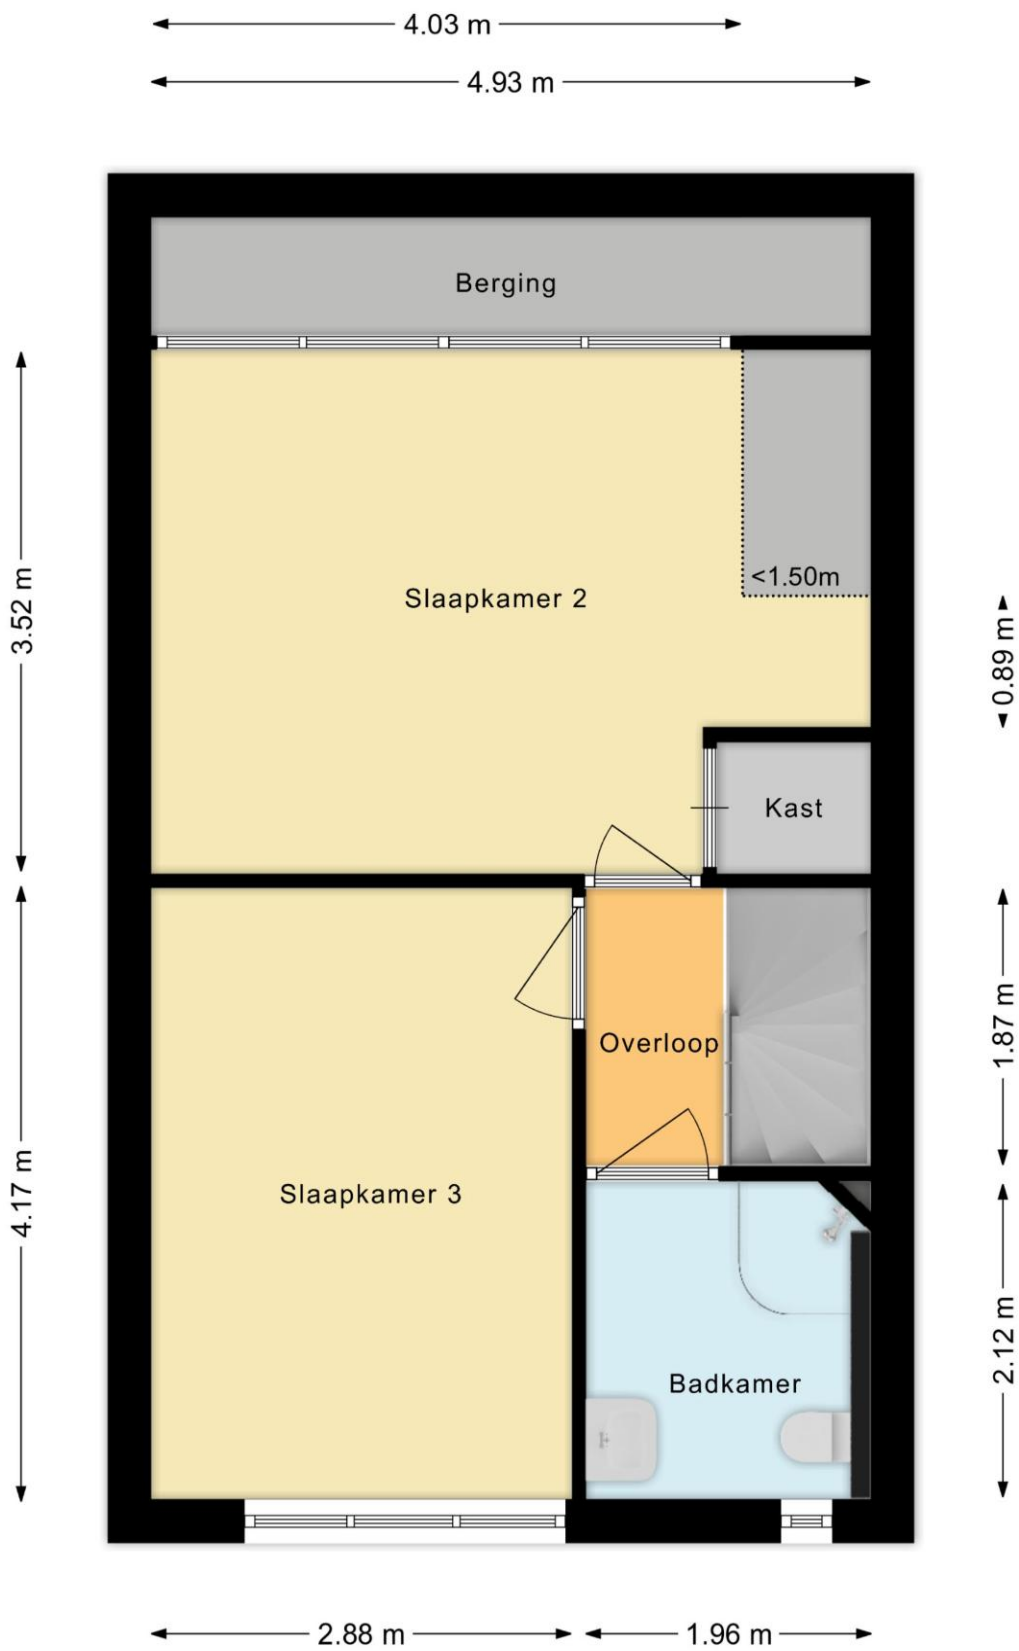 4.03 m
4.93 m
Berging
<1.50m
Slaapkamer 2
3.52 m
0.89 m
Kast
Overloop
1.87 m
Slaapkamer 3
4.17 m
Badkamer
2.12 m
2.88 m
1.96 m